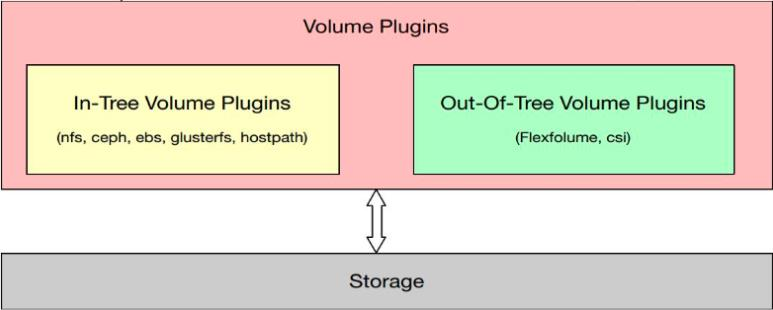 Volume Plugins
In-Tree Volume Plugins
(nfs, ceph, ebs, glusterfs, hostpath)
Out-Of-Tree Volume Plugins
(Flexfolume, csi)
Storage